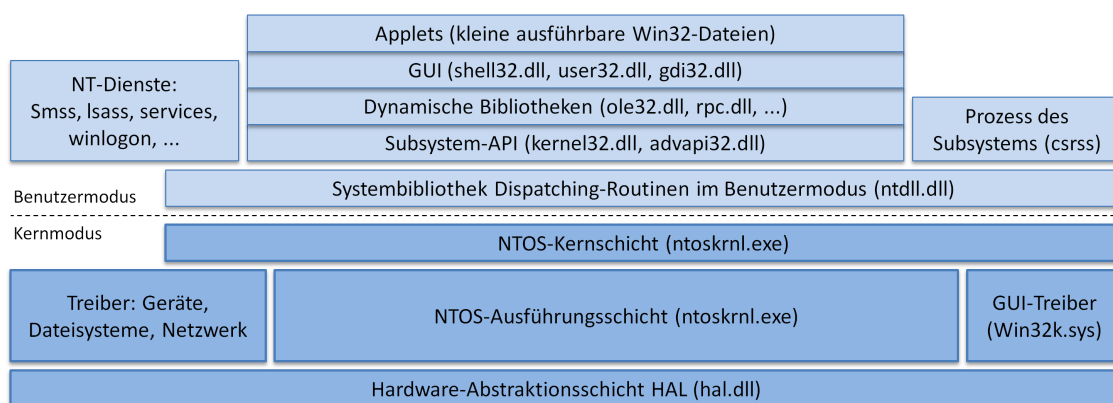 Applets (kleine ausführbare Win32-Dateien)
GUI (shell32.dll, user32.dll, gdi32.dll)
NT-Dienste:
Smss, lsass, services,
winlogon, ...
Dynamische Bibliotheken (ole32.dll, rpc.dll, ...)
Subsystem-API (kernel32.dll, advapi32.dll)
Prozess des
Subsystems (csrss)
Benutzermodus
Systembibliothek Dispatching-Routinen im Benutzermodus (ntdll.dll)
Kernmodus
NTOS-Kernschicht (ntoskrnl.exe)
Treiber: Geräte,
Dateisysteme, Netzwerk
NTOS-Ausführungsschicht (ntoskrnl.exe)
GUI-Treiber
(Win32k.sys)
Hardware-Abstraktionsschicht HAL (hal.dll)